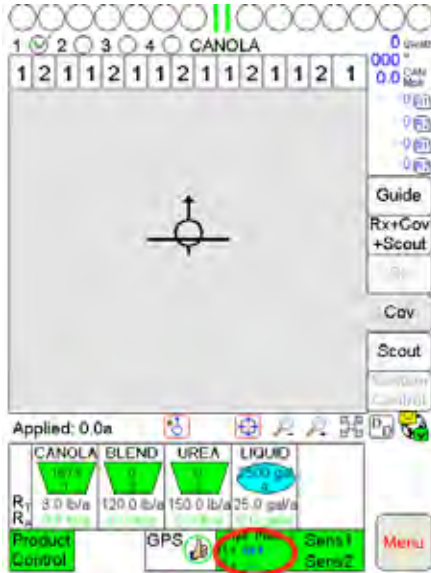 1 2 3 4 CANOLA
0
000 °
0.0
1 2 1 1 2 1 1 2 1 1 2 1 1 2 1
Guide
Rx+Cov
+Scout
Cov
Scout
Applied: 0.0a
CANOLA BLEND UREA LIQUID
3.0 lb/a 120.0 lb/a 150.0 lb/a 25.0 gal/a
Product
Control
GPS
Sens1
Sens2
Menu